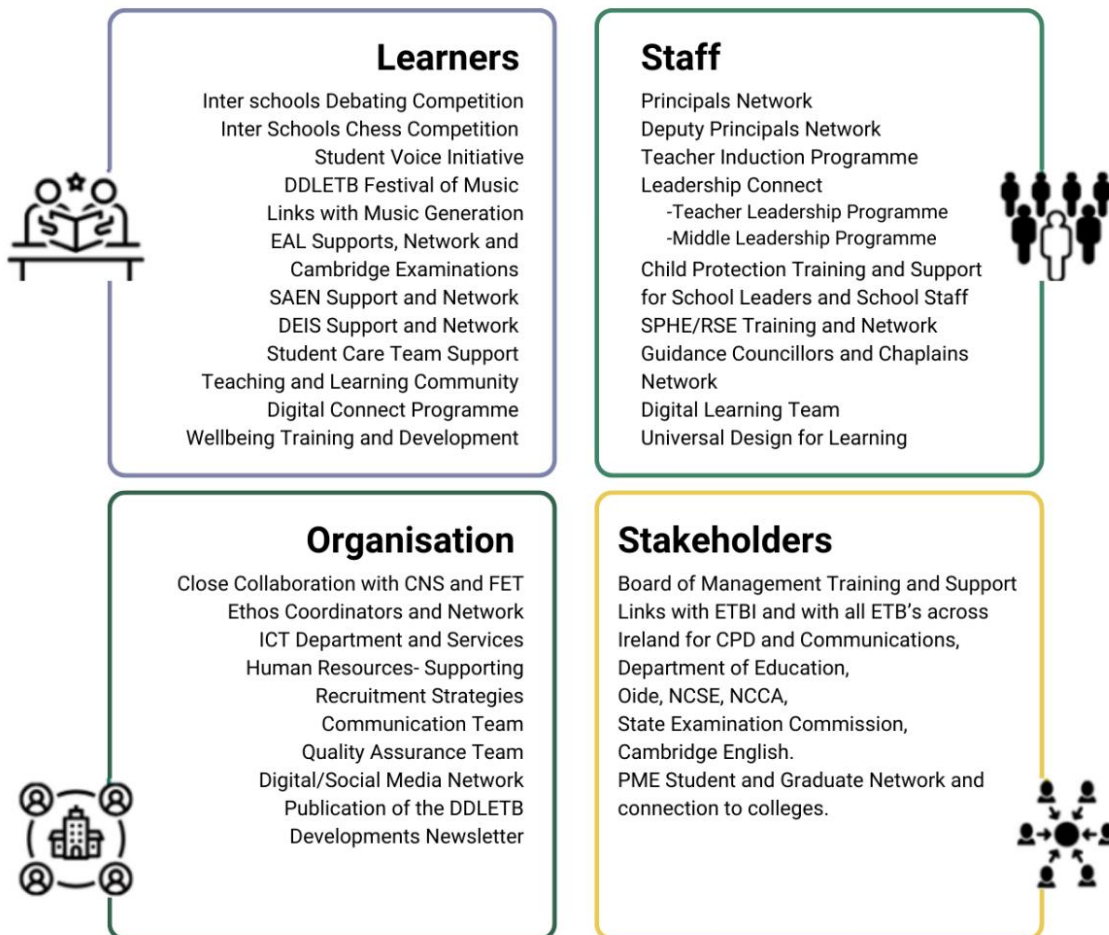 Learners
Inter schools Debating Competition
Inter Schools Chess Competition
Student Voice Initiative
DDLETB Festival of Music
Links with Music Generation
EAL Supports, Network and
Cambridge Examinations
SAEN Support and Network
DEIS Support and Network
Student Care Team Support
Teaching and Learning Community
Digital Connect Programme
Wellbeing Training and Development
Staff
Principals Network
Deputy Principals Network
Teacher Induction Programme
Leadership Connect
-Teacher Leadership Programme
-Middle Leadership Programme
Child Protection Training and Support
for School Leaders and School Staff
SPHE/RSE Training and Network
Guidance Councillors and Chaplains
Network
Digital Learning Team
Universal Design for Learning
Organisation
Close Collaboration with CNS and FET
Ethos Coordinators and Network
ICT Department and Services
Human Resources- Supporting
Recruitment Strategies
Communication Team
Quality Assurance Team
Digital/Social Media Network
Publication of the DDLETB
Developments Newsletter
Stakeholders
Board of Management Training and Support
Links with ETBI and with all ETB's across
Ireland for CPD and Communications,
Department of Education,
Oide, NCSE, NCCA,
State Examination Commission,
Cambridge English.
PME Student and Graduate Network and
connection to colleges.